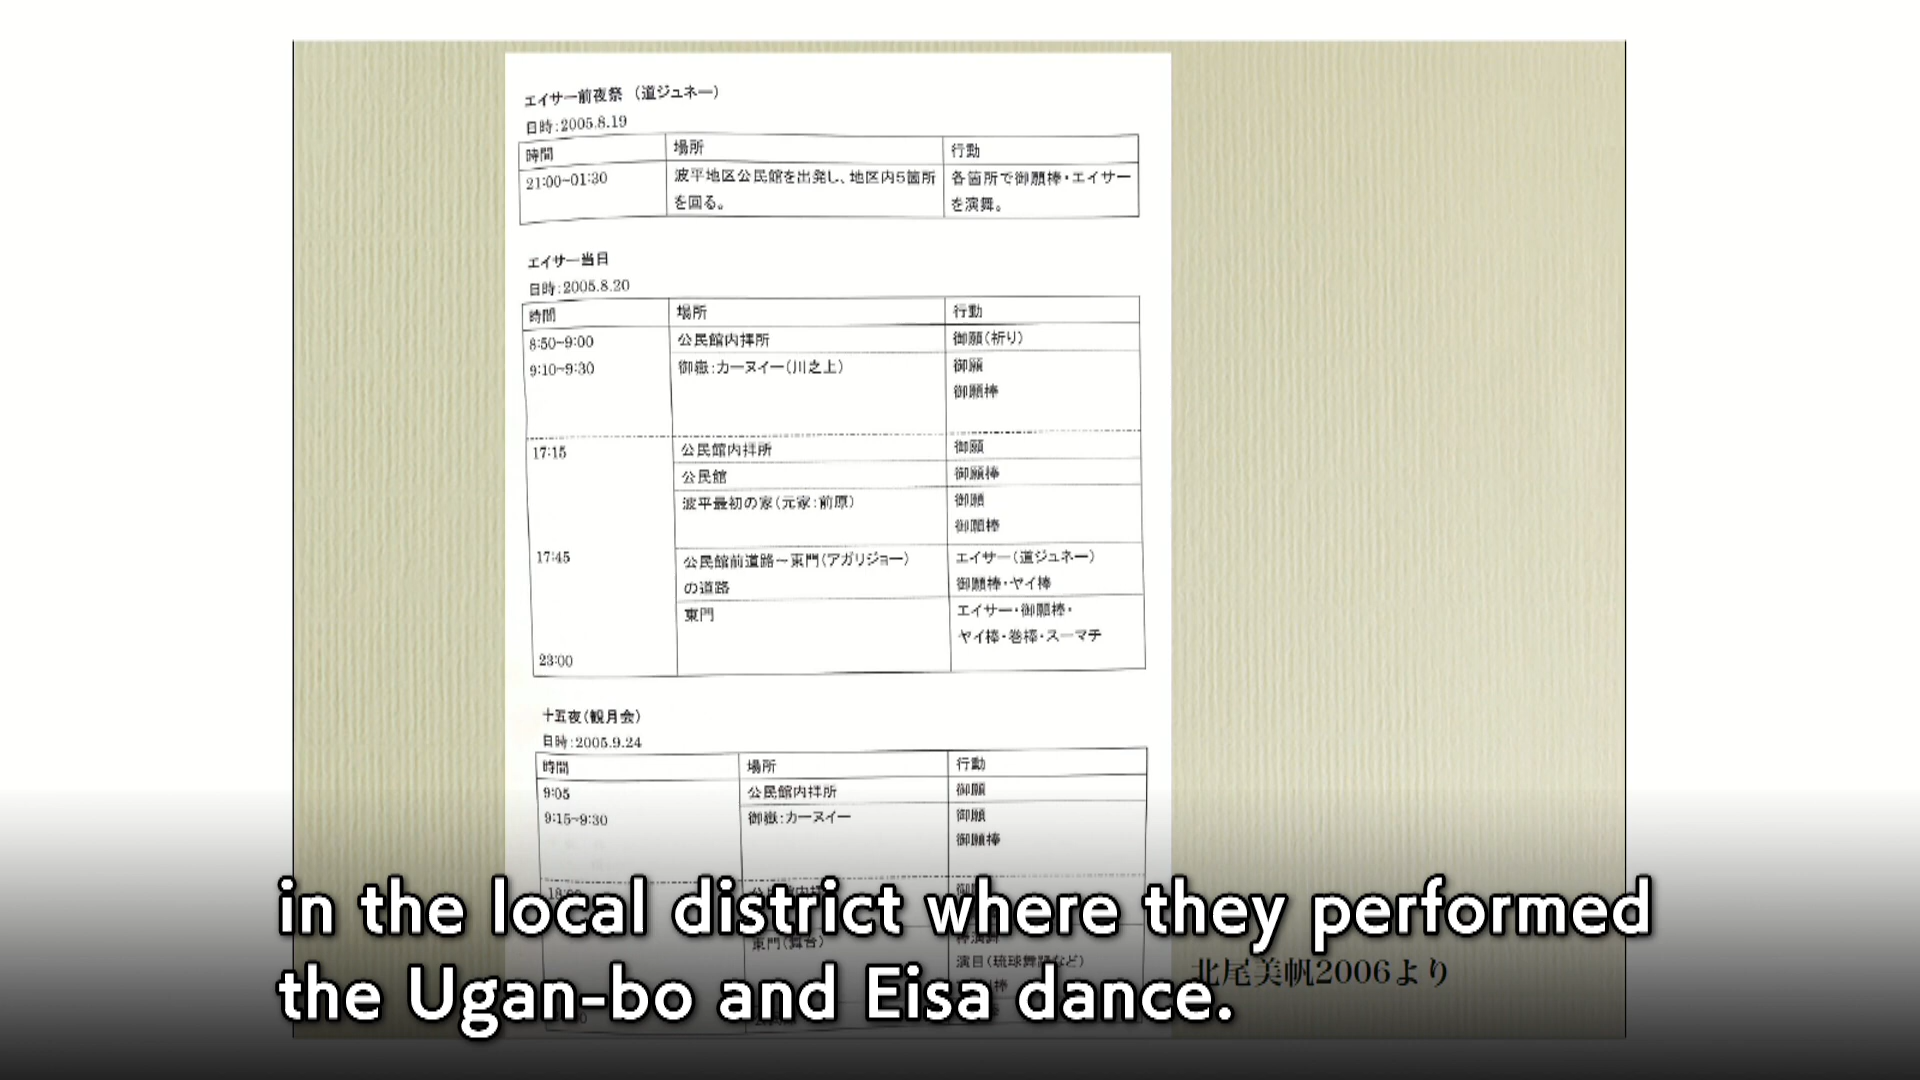 エイサー前夜祭 （道ジュネー）
日時：2005.8.19
時間 場所 行動
21:00~01:30 波平地区公民館を出発し、地区内5箇所 各箇所で御願棒・エイサー
を回る。 を演舞。
エイサー当日
日時：2005.8.20
時間 場所 行動
8:50~9:00 公民館内拝所 御願（祈り）
9:10~9:30 御嶽：カーヌイー（川之上） 御願
御願棒
17:15 公民館内拝所 御願
公民館 御願棒
波平最初の家（元家：前原） 御願
御願棒
17:45 公民館前道路～東門（アガリジョー） エイサー（道ジュネー）
の道路 御願棒・ヤイ棒
東門 エイサー・御願棒・
ヤイ棒・巻棒・スーマチ
23:00
十五夜（観月会）
日時：2005.9.24
時間 場所 行動
9:05 公民館内拝所 御願
9:15~9:30 御嶽：カーヌイー 御願
御願棒
東門（舞台）
演目（琉球舞踊など）
北尾美帆2006より
in the local district where they performed
the Ugan-bo and Eisa dance.